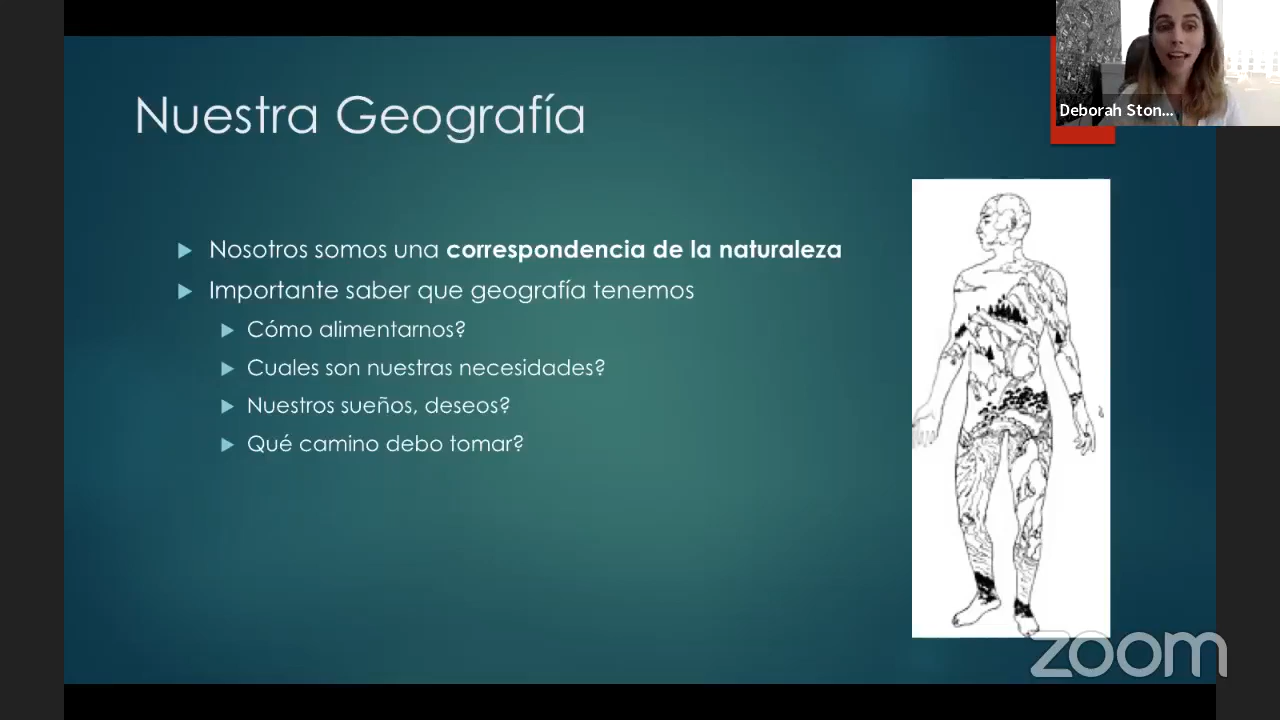 Nuestra Geografía
Deborah Ston...
Nosotros somos una correspondencia de la naturaleza
Importante saber que geografía tenemos
Cómo alimentarnos?
Cuales son nuestras necesidades?
Nuestros sueños, deseos?
Qué camino debo tomar?
zoom